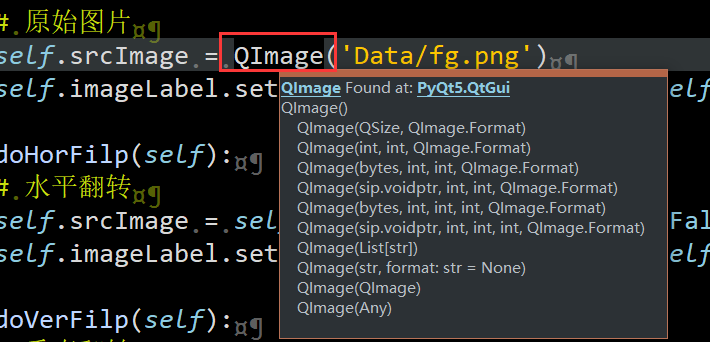 # 原始图片¤¶
self.srcImage = QImage('Data/fg.png')¤¶
self.imageLabel.set
elf
QImage Found at: PyQt5.QtGui
QImage()
QImage(QSize, QImage.Format)
QImage(int, int, QImage.Format)
QImage(bytes, int, int, QImage.Format)
QImage(sip.voidptr, int, int, QImage.Format)
QImage(bytes, int, int, int, QImage.Format)
QImage(sip.voidptr, int, int, int, QImage.Format)
QImage(List[str])
QImage(str, format: str = None)
QImage(QImage)
QImage(Any)
doHorFilp(self):¤¶
# 水平翻转
self.srcImage = sel
Fal
self.imageLabel.set
elf
doVerFilp(self):¤¶